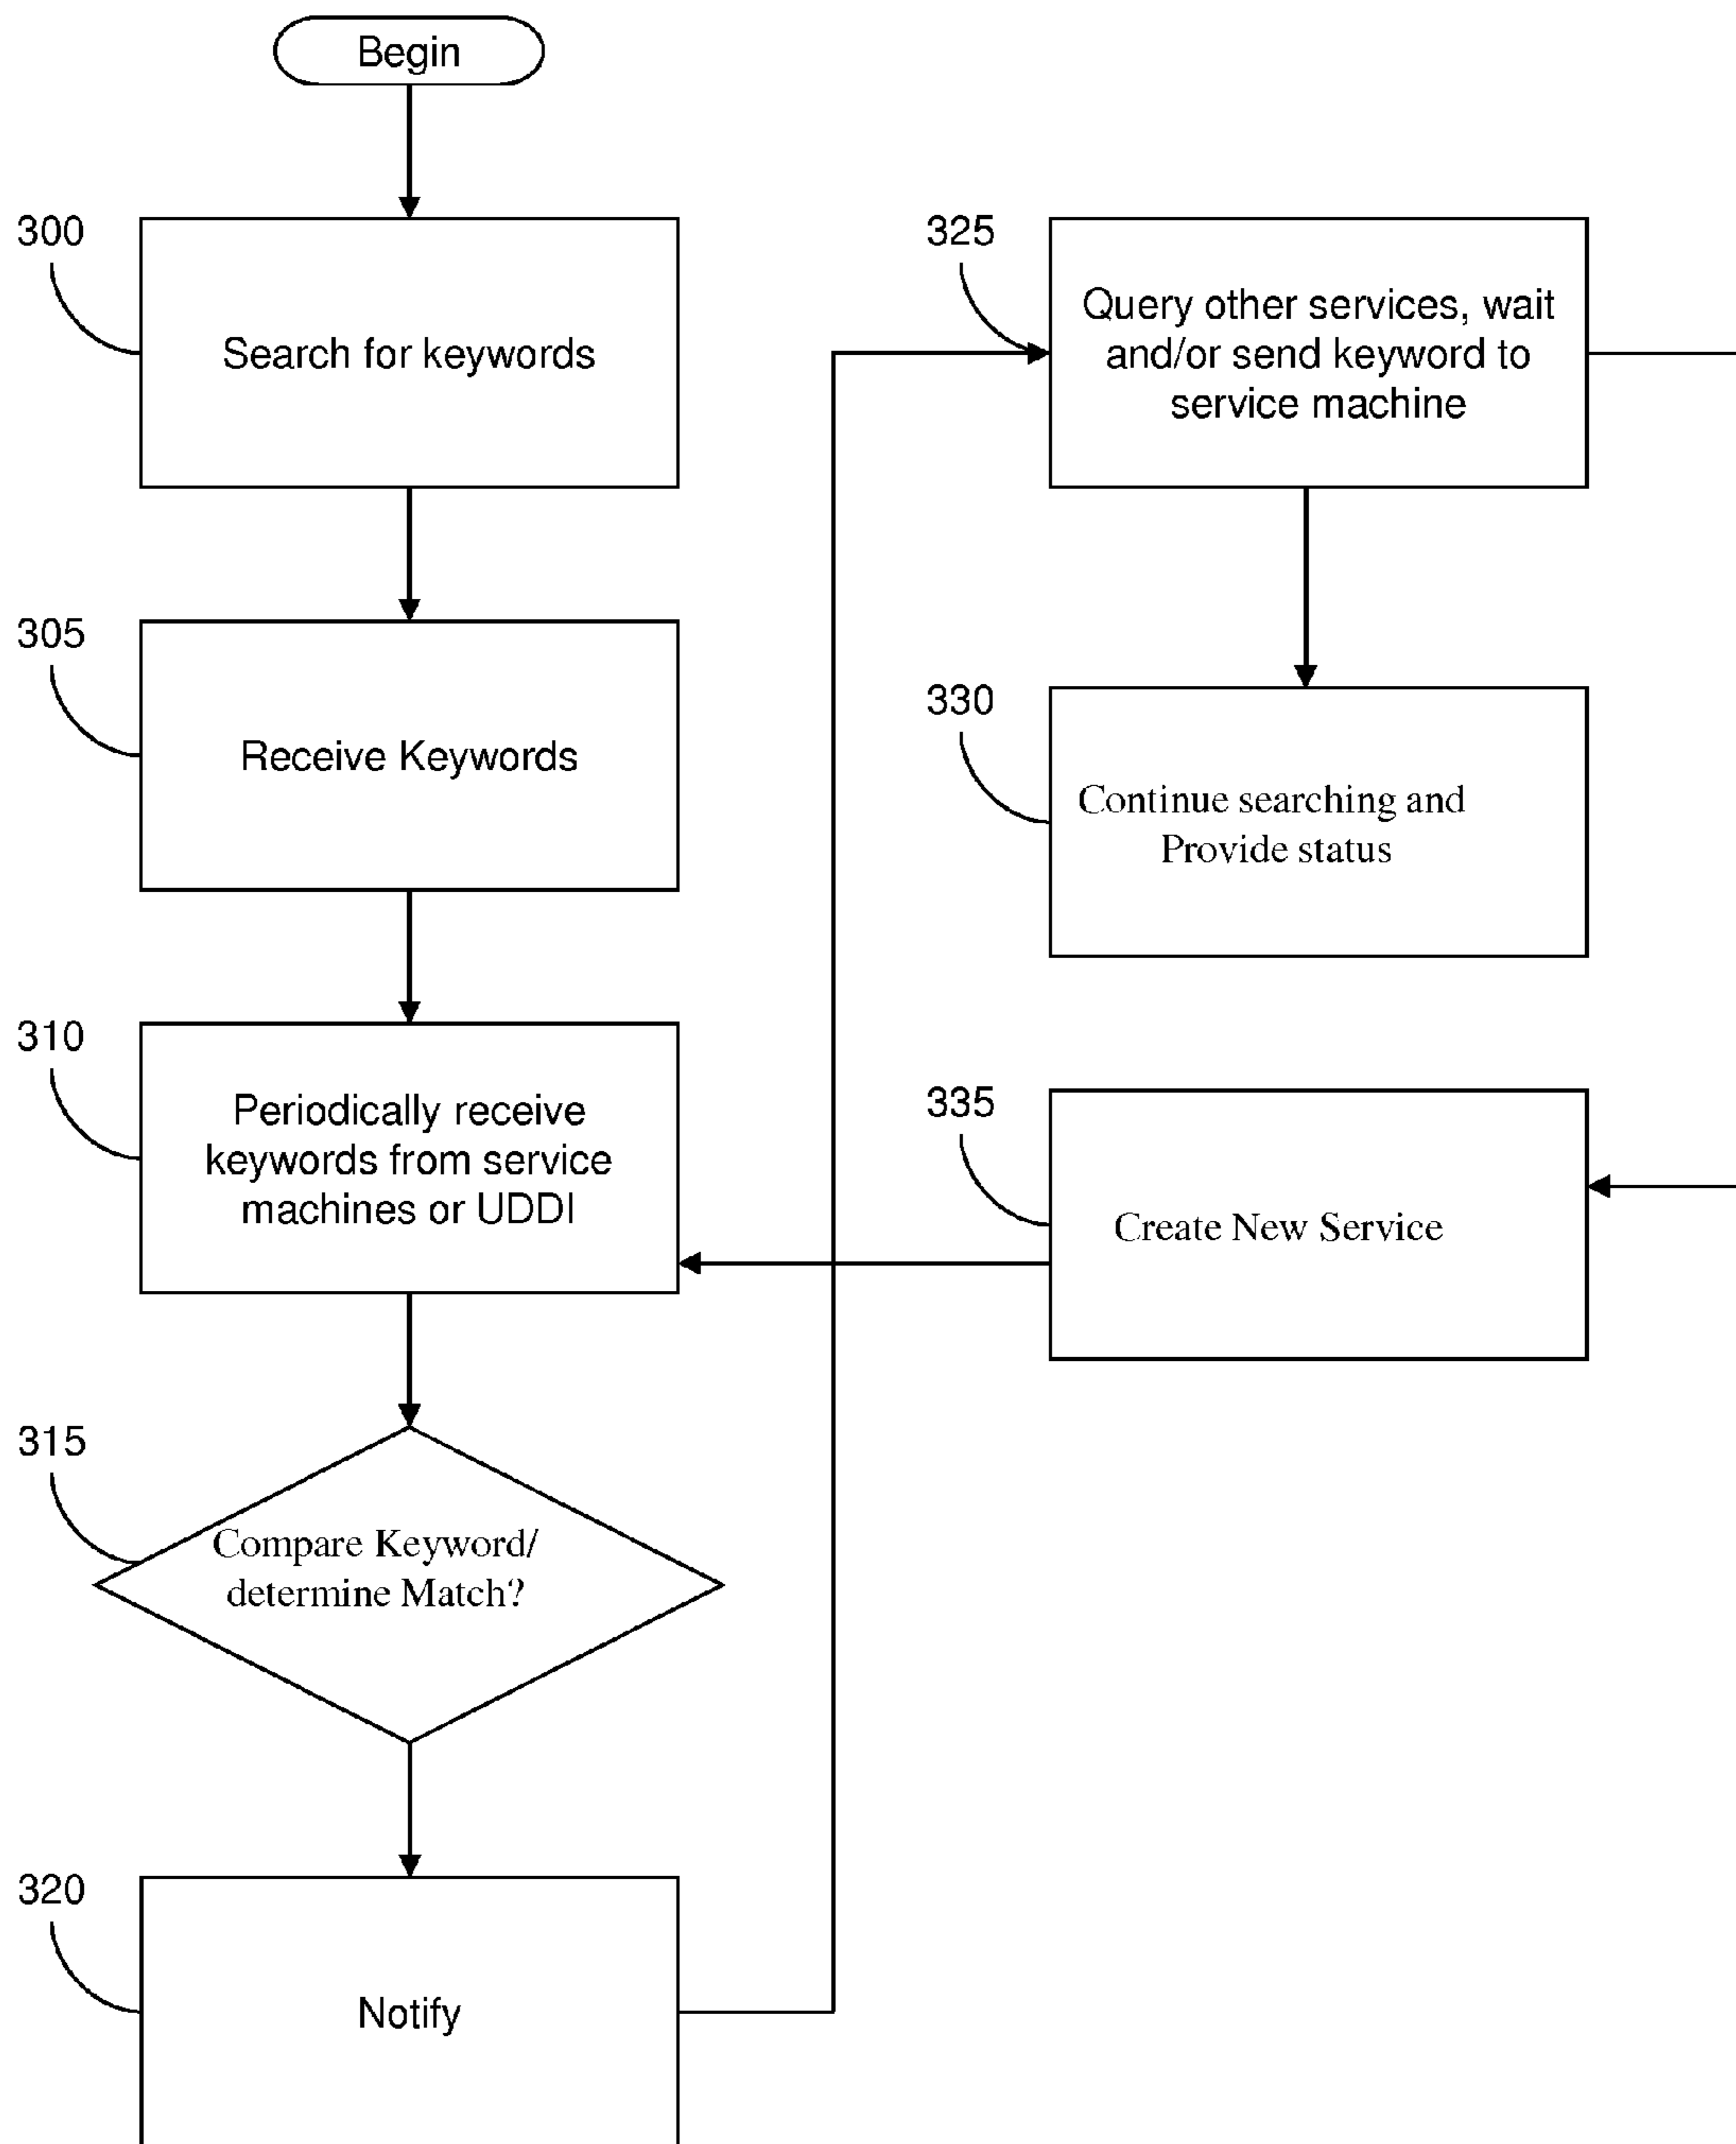 Begin
300
Search for keywords
305
Receive Keywords
310
Periodically receive
keywords from service
machines or UDDI
315
Compare Keyword/
determine Match?
320
Notify
325
Query other services, wait
and/or send keyword to
service machine
330
Continue searching and
Provide status
335
Create New Service